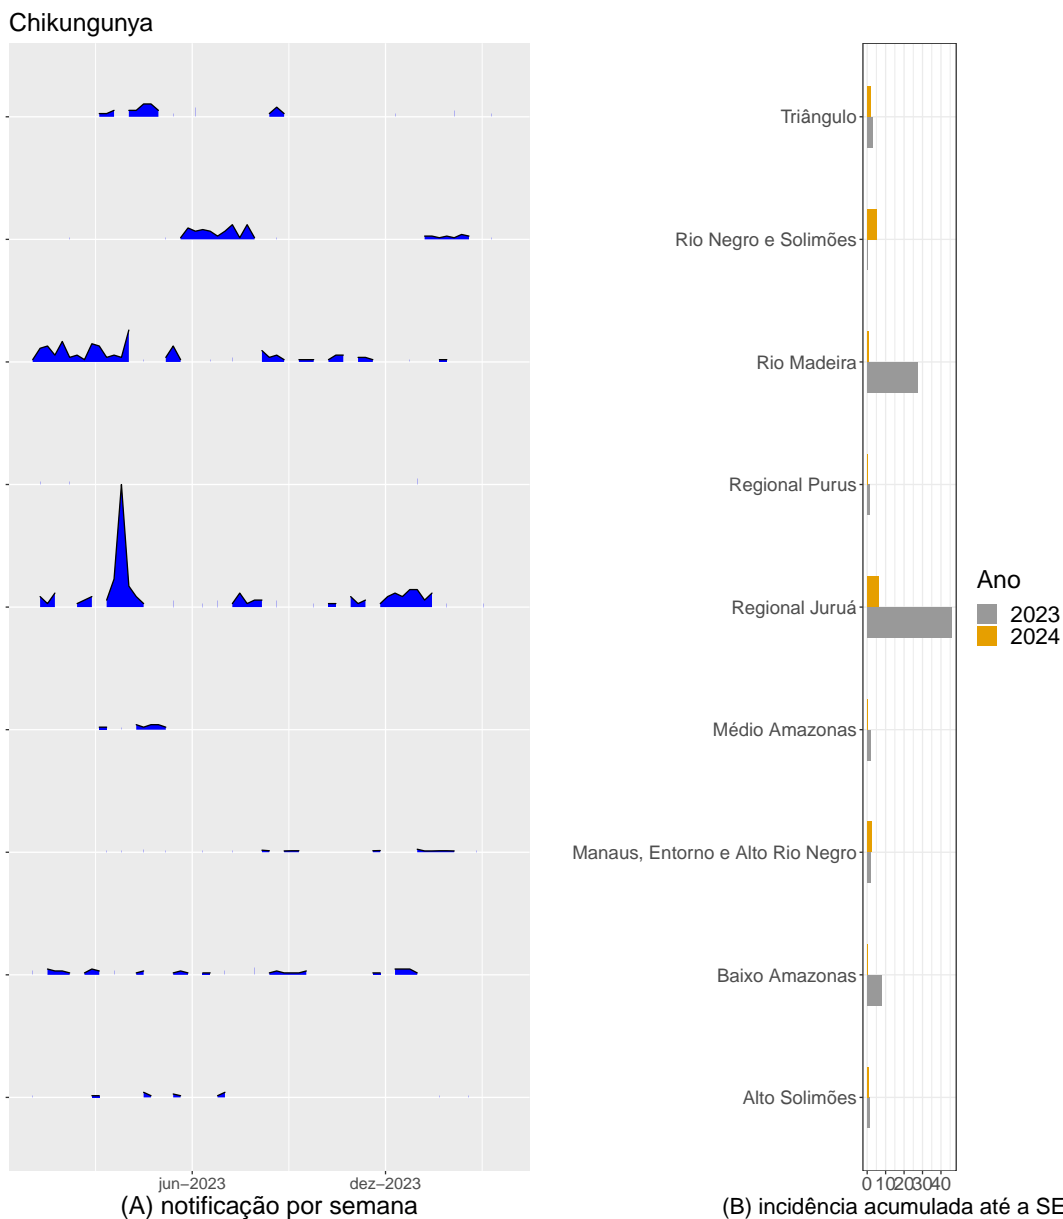 Chikungunya
Triângulo
Rio Negro e Solimões
Rio Madeira
Regional Purus
Regional Juruá
Médio Amazonas
Manaus, Entorno e Alto Rio Negro
Baixo Amazonas
Alto Solimões
Ano
2023
2024
jun−2023 dez−2023
0 10 20 30 40
(A) notificação por semana
(B) incidência acumulada até a SE